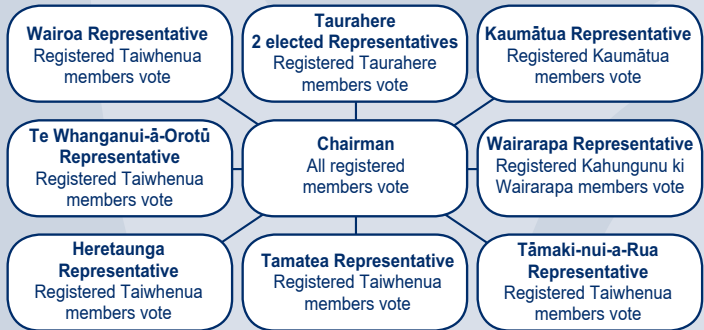 Wairoa Representative
Registered Taiwhenua
members vote
Taurahere
2 elected Representatives
Registered Taurahere
members vote
Kaumātua Representative
Registered Kaumātua
members vote
Te Whanganui-ā-Orotū
Representative
Registered Taiwhenua
members vote
Chairman
All registered
members vote
Wairarapa Representative
Registered Kahungunu ki
Wairarapa members vote
Heretaunga
Representative
Registered Taiwhenua
members vote
Tamatea Representative
Registered Taiwhenua
members vote
Tāmaki-nui-a-Rua
Representative
Registered Taiwhenua
members vote